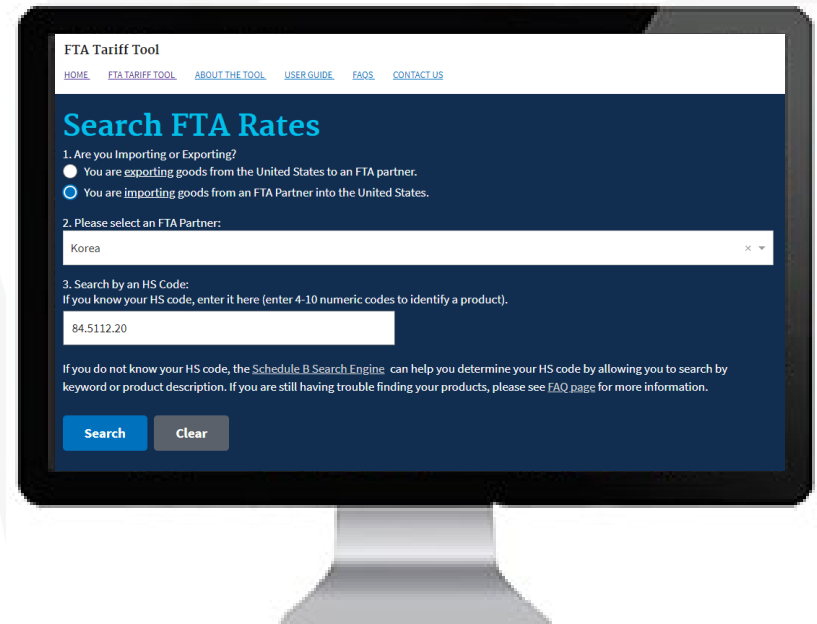 FTA Tariff Tool
HOME FTA TARIFF TOOL ABOUT THE TOOL USER GUIDE FAQS CONTACT US
Search FTA Rates
1. Are you Importing or Exporting?
You are exporting goods from the United States to an FTA partner.
You are importing goods from an FTA Partner into the United States.
2. Please select an FTA Partner:
Korea
3. Search by an HS Code:
If you know your HS code, enter it here (enter 4-10 numeric codes to identify a product).
84.5112.20
If you do not know your HS code, the Schedule B Search Engine can help you determine your HS code by allowing you to search by
keyword or product description. If you are still having trouble finding your products, please see FAQ page for more information.
Search Clear